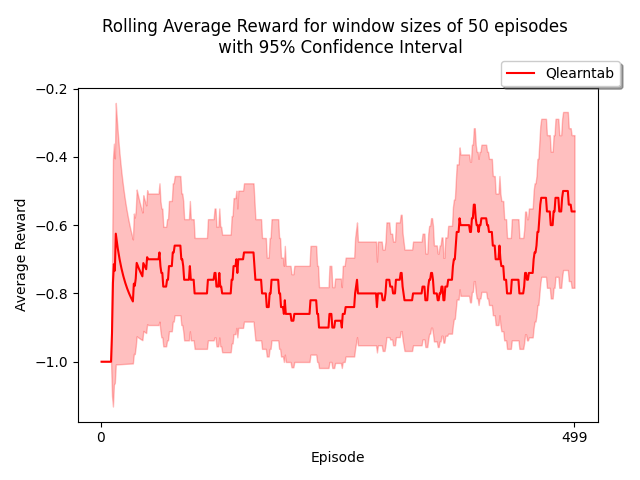 Rolling Average Reward for window sizes of 50 episodes
with 95% Confidence Interval
Qlearntab
−0.2
−0.4
−0.6
−0.8
−1.0
Average Reward
0
499
Episode